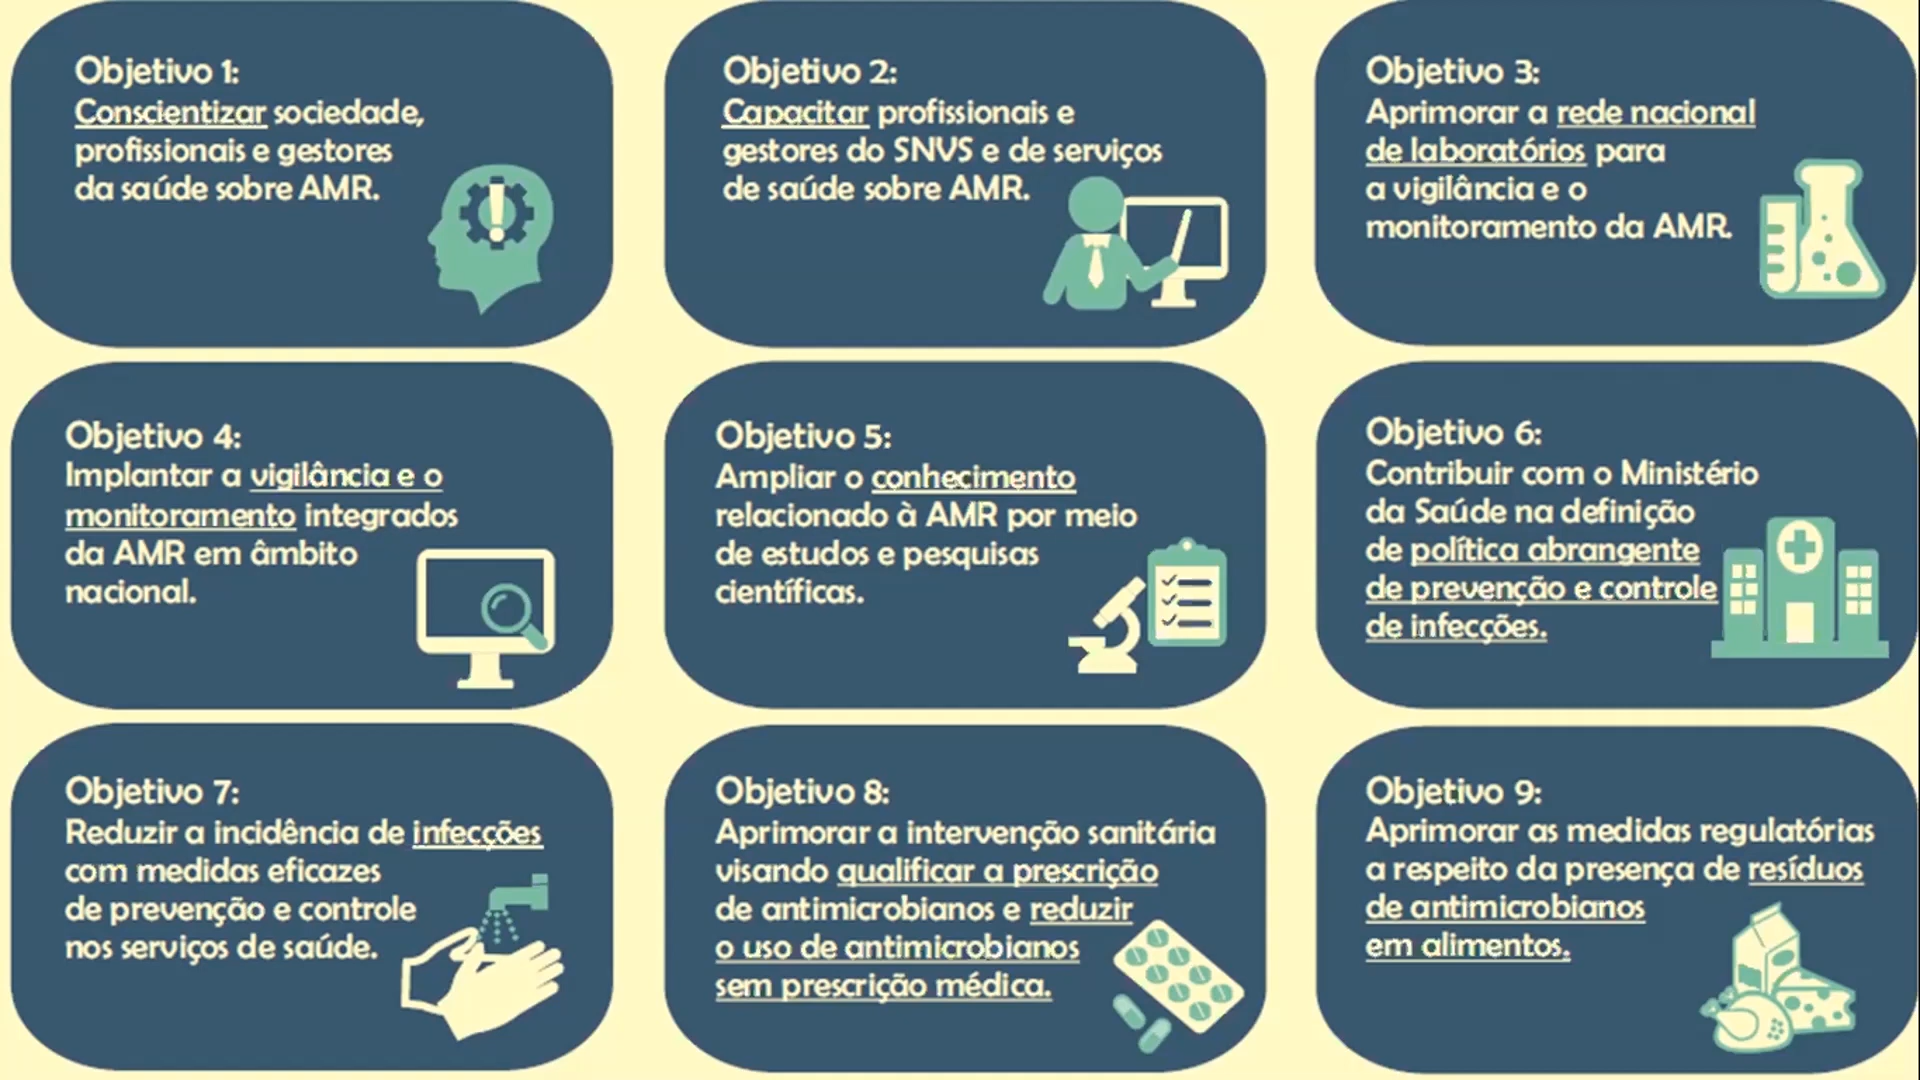 Objetivo 1:
Conscientizar sociedade,
profissionais e gestores
da saúde sobre AMR.
Objetivo 2:
Capacitar profissionais e
gestores do SNVS e de serviços
de saúde sobre AMR.
Objetivo 3:
Aprimorar a rede nacional
de laboratórios para
a vigilância e o
monitoramento da AMR.
Objetivo 4:
Implantar a vigilância e o
monitoramento integrados
da AMR em âmbito
nacional.
Objetivo 5:
Ampliar o conhecimento
relacionado à AMR por meio
de estudos e pesquisas
científicas.
Objetivo 6:
Contribuir com o Ministério
da Saúde na definição
de política abrangente
de prevenção e controle
de infecções.
Objetivo 7:
Reduzir a incidência de infecções
com medidas eficazes
de prevenção e controle
nos serviços de saúde.
Objetivo 8:
Aprimorar a intervenção sanitária
visando qualificar a prescrição
de antimicrobianos e reduzir
o uso de antimicrobianos
sem prescrição médica.
Objetivo 9:
Aprimorar as medidas regulatórias
a respeito da presença de resíduos
de antimicrobianos
em alimentos.